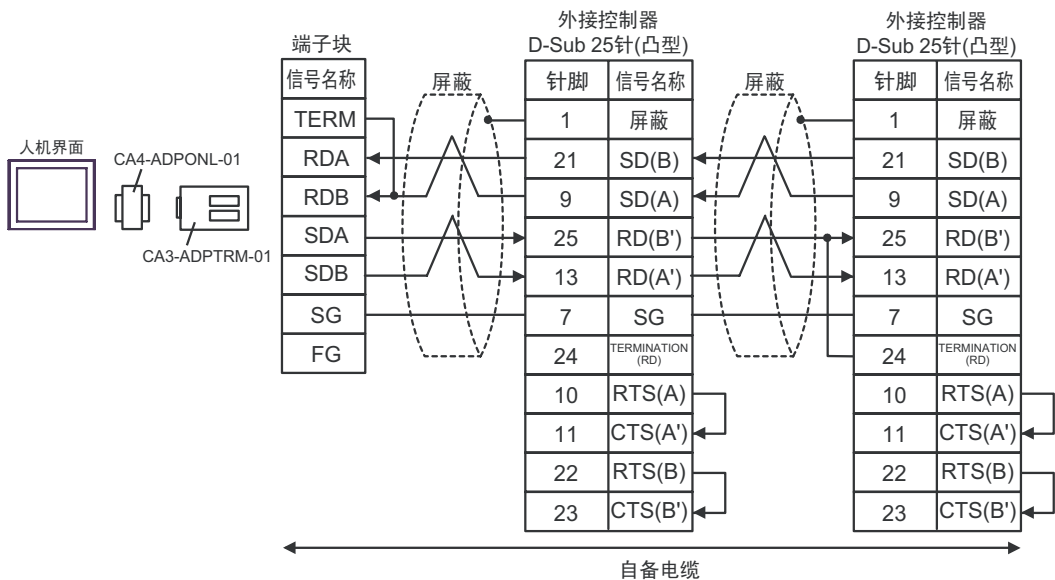 人机界面
CA4-ADPONL-01
CA3-ADPTRM-01
端子块
信号名称
TERM
RDA
RDB
SDA
SDB
SG
FG
屏蔽
外接控制器
D-Sub 25针(凸型)
针脚 信号名称
1 屏蔽
21 SD(B)
9 SD(A)
25 RD(B')
13 RD(A')
7 SG
24 TERMINATION (RD)
10 RTS(A)
11 CTS(A')
22 RTS(B)
23 CTS(B')
屏蔽
外接控制器
D-Sub 25针(凸型)
针脚 信号名称
1 屏蔽
21 SD(B)
9 SD(A)
25 RD(B')
13 RD(A')
7 SG
24 TERMINATION (RD)
10 RTS(A)
11 CTS(A')
22 RTS(B)
23 CTS(B')
自备电缆